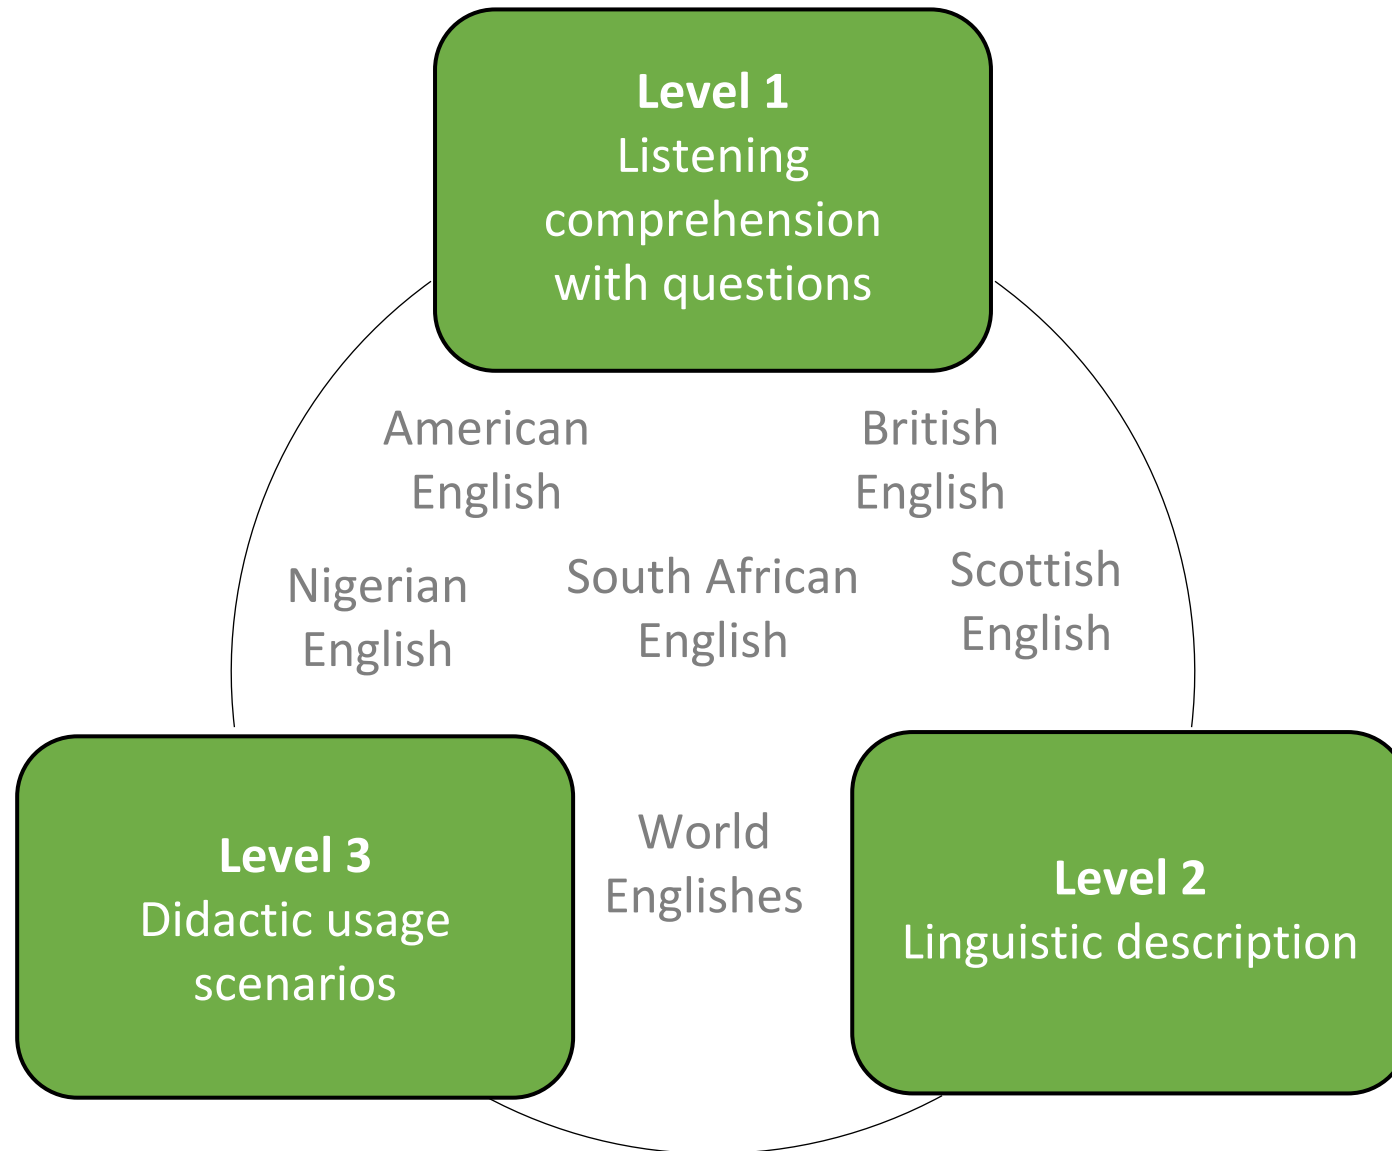 Level 1
Listening
comprehension
with questions
American
English
British
English
Nigerian
English
South African
English
Scottish
English
Level 3
Didactic usage
scenarios
World
Englishes
Level 2
Linguistic description